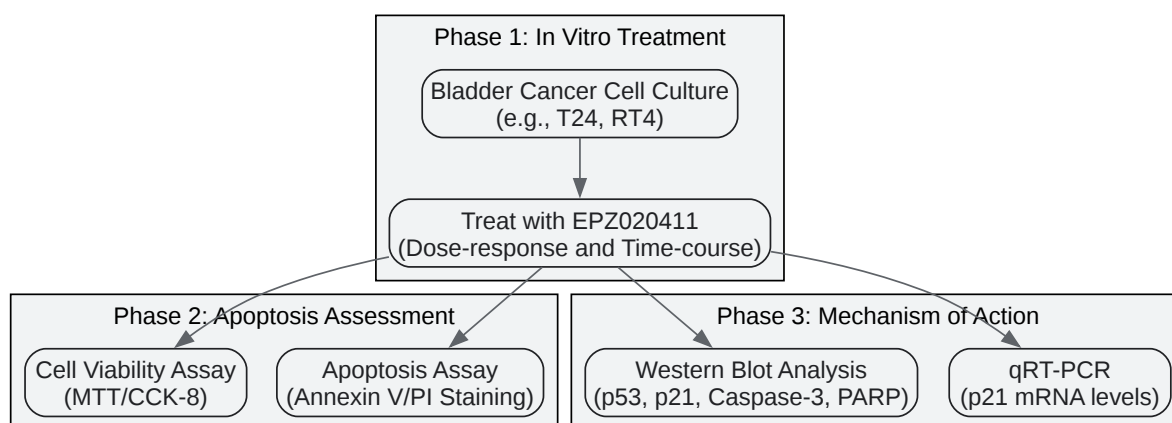 Phase 1: In Vitro Treatment
Bladder Cancer Cell Culture
(e.g., T24, RT4)
Treat with EPZ020411
(Dose-response and Time-course)
Phase 2: Apoptosis Assessment
Cell Viability Assay
(MTT/CCK-8)
Apoptosis Assay
(Annexin V/PI Staining)
Phase 3: Mechanism of Action
Western Blot Analysis
(p53, p21, Caspase-3, PARP)
qRT-PCR
(p21 mRNA levels)